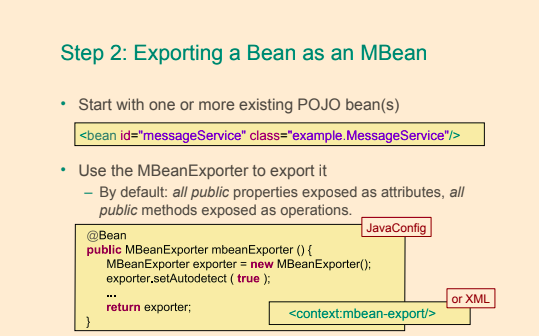 Step 2: Exporting a Bean as an MBean
• Start with one or more existing POJO bean(s)
<bean id="messageService" class="example.MessageService"/>
• Use the MBeanExporter to export it
– By default: all public properties exposed as attributes, all
public methods exposed as operations.
JavaConfig
@Bean
public MBeanExporter mbeanExporter () {
MBeanExporter exporter = new MBeanExporter();
exporter.setAutodetect ( true );
...
return exporter;
}
or XML
<context:mbean-export/>